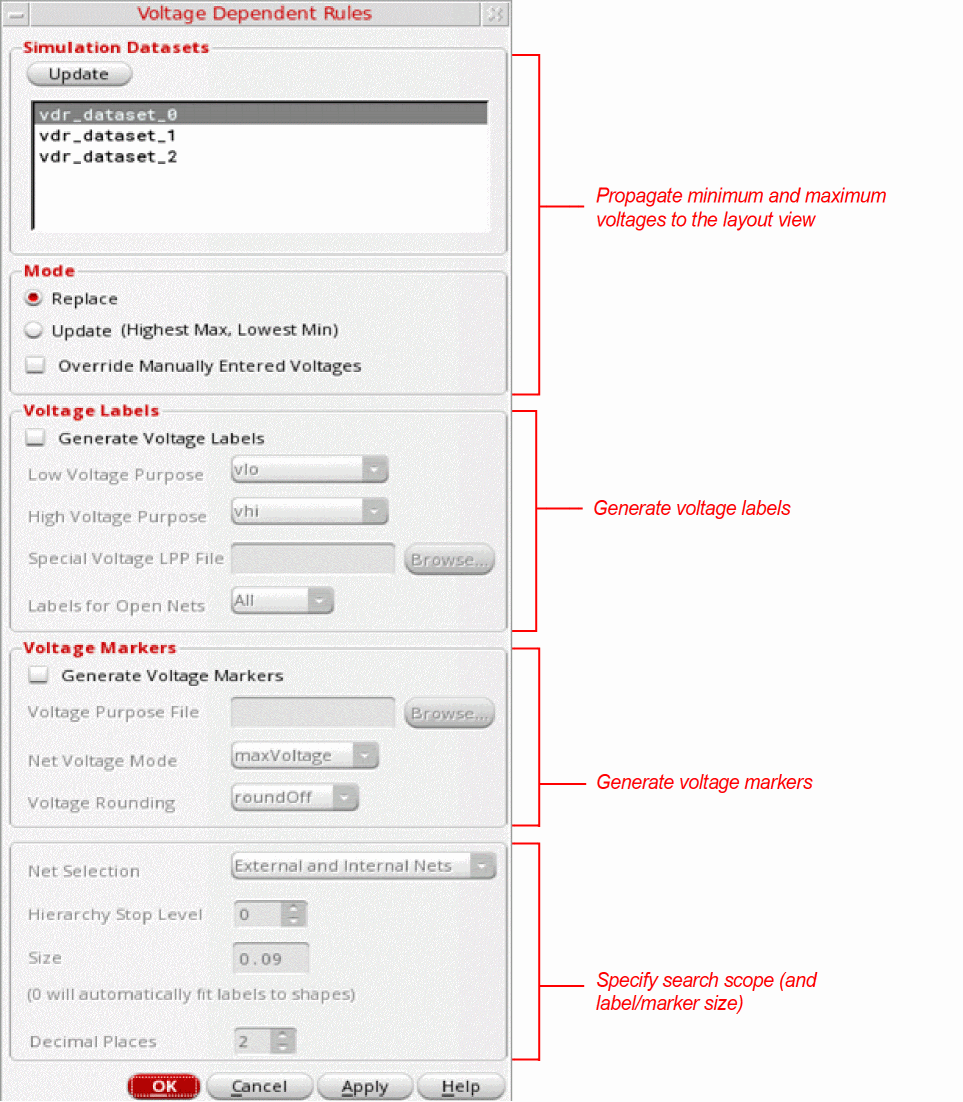 Voltage Dependent Rules
Simulation Datasets
Update
vdr_dataset_0
vdr_dataset_1
vdr_dataset_2
Propagate minimum and maximum
voltages to the layout view
Mode
Replace
Update (Highest Max, Lowest Min)
Override Manually Entered Voltages
Voltage Labels
Generate Voltage Labels
Low Voltage Purpose vlo
High Voltage Purpose vhi
Special Voltage LPP File Browse...
Labels for Open Nets All
Generate voltage labels
Voltage Markers
Generate Voltage Markers
Voltage Purpose File Browse...
Net Voltage Mode maxVoltage
Voltage Rounding roundOff
Generate voltage markers
Net Selection External and Internal Nets
Hierarchy Stop Level 0
Size 0.09
(0 will automatically fit labels to shapes)
Decimal Places 2
Specify search scope (and
label/marker size)
OK Cancel Apply Help